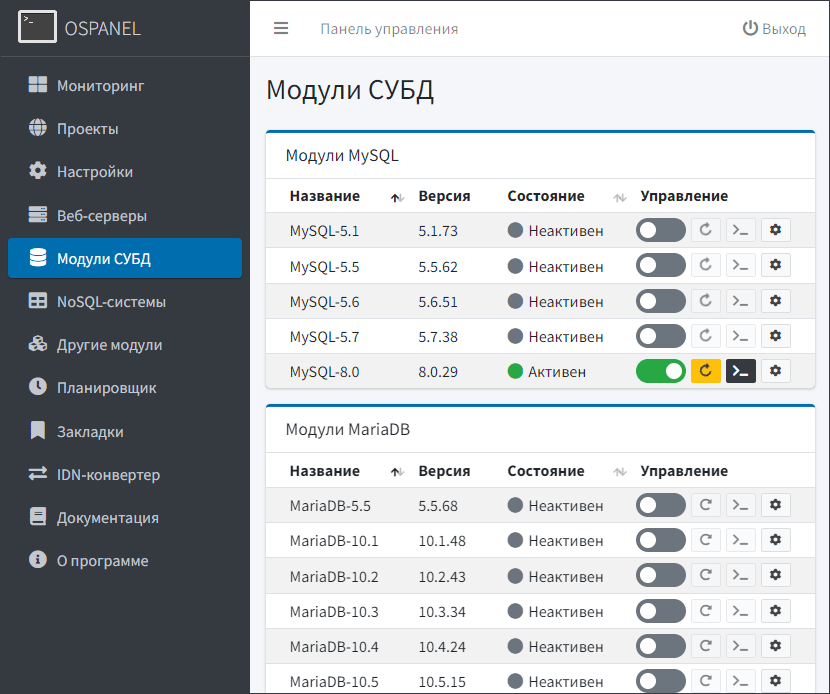 OSPANEL
Панель управления
Выход
Мониторинг
Проекты
Настройки
Веб-серверы
Модули СУБД
NoSQL-системы
Другие модули
Планировщик
Закладки
IDN-конвертер
Документация
О программе
Модули СУБД
Модули MySQL
Название Версия Состояние Управление
MySQL-5.1 5.1.73 Неактивен
MySQL-5.5 5.5.62 Неактивен
MySQL-5.6 5.6.51 Неактивен
MySQL-5.7 5.7.38 Неактивен
MySQL-8.0 8.0.29 Активен
Модули MariaDB
Название Версия Состояние Управление
MariaDB-5.5 5.5.68 Неактивен
MariaDB-10.1 10.1.48 Неактивен
MariaDB-10.2 10.2.43 Неактивен
MariaDB-10.3 10.3.34 Неактивен
MariaDB-10.4 10.4.24 Неактивен
MariaDB-10.5 10.5.15 Неактивен